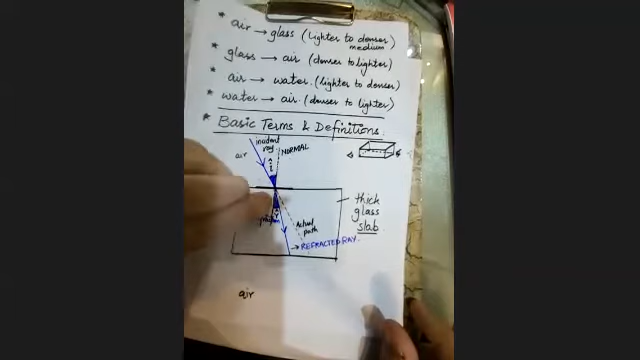 * air → glass (lighter to denser medium)
* glass → air (denser to lighter)
* air → water. (lighter to denser)
* water → air. (denser to lighter)
* Basic Terms & Definitions.
incident ray
NORMAL
air
i
thick glass slab
Actual path
→ REFRACTED RAY.
air